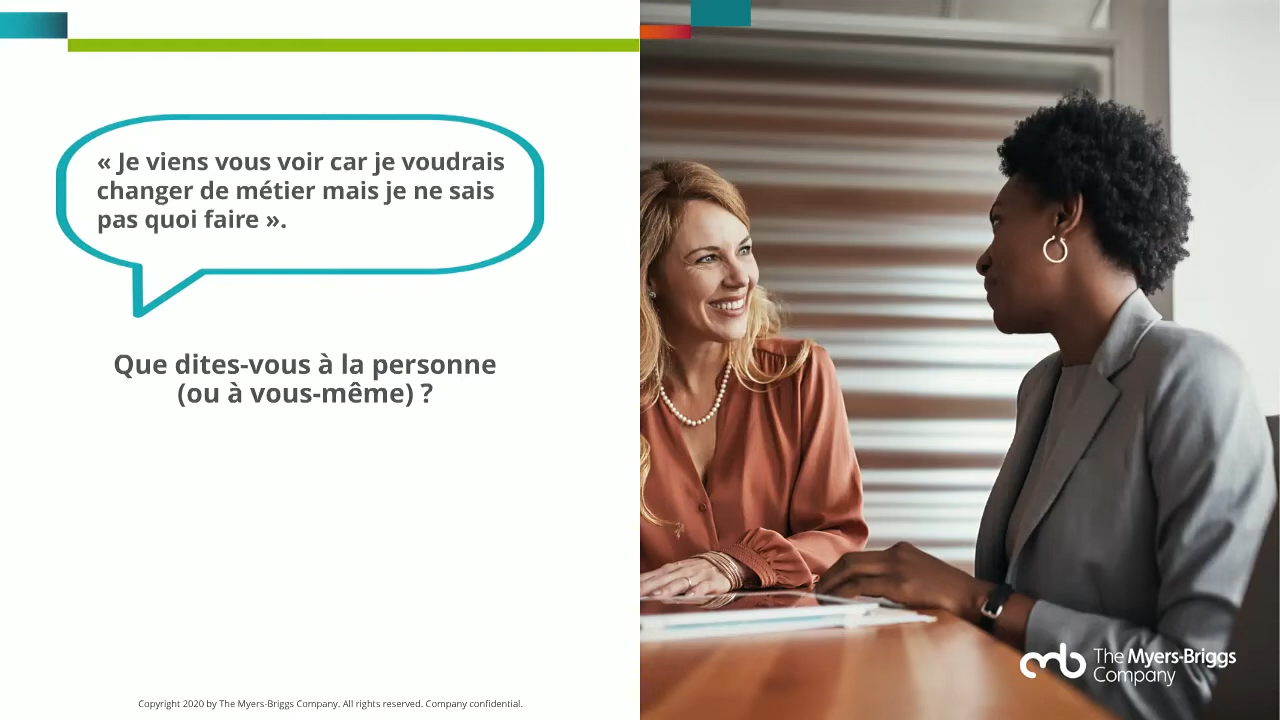 « Je viens vous voir car je voudrais
changer de métier mais je ne sais
pas quoi faire ».
Que dites-vous à la personne
(ou à vous-même) ?
The Myers-Briggs
Company
Copyright 2020 by The Myers-Briggs Company. All rights reserved. Company confidential.